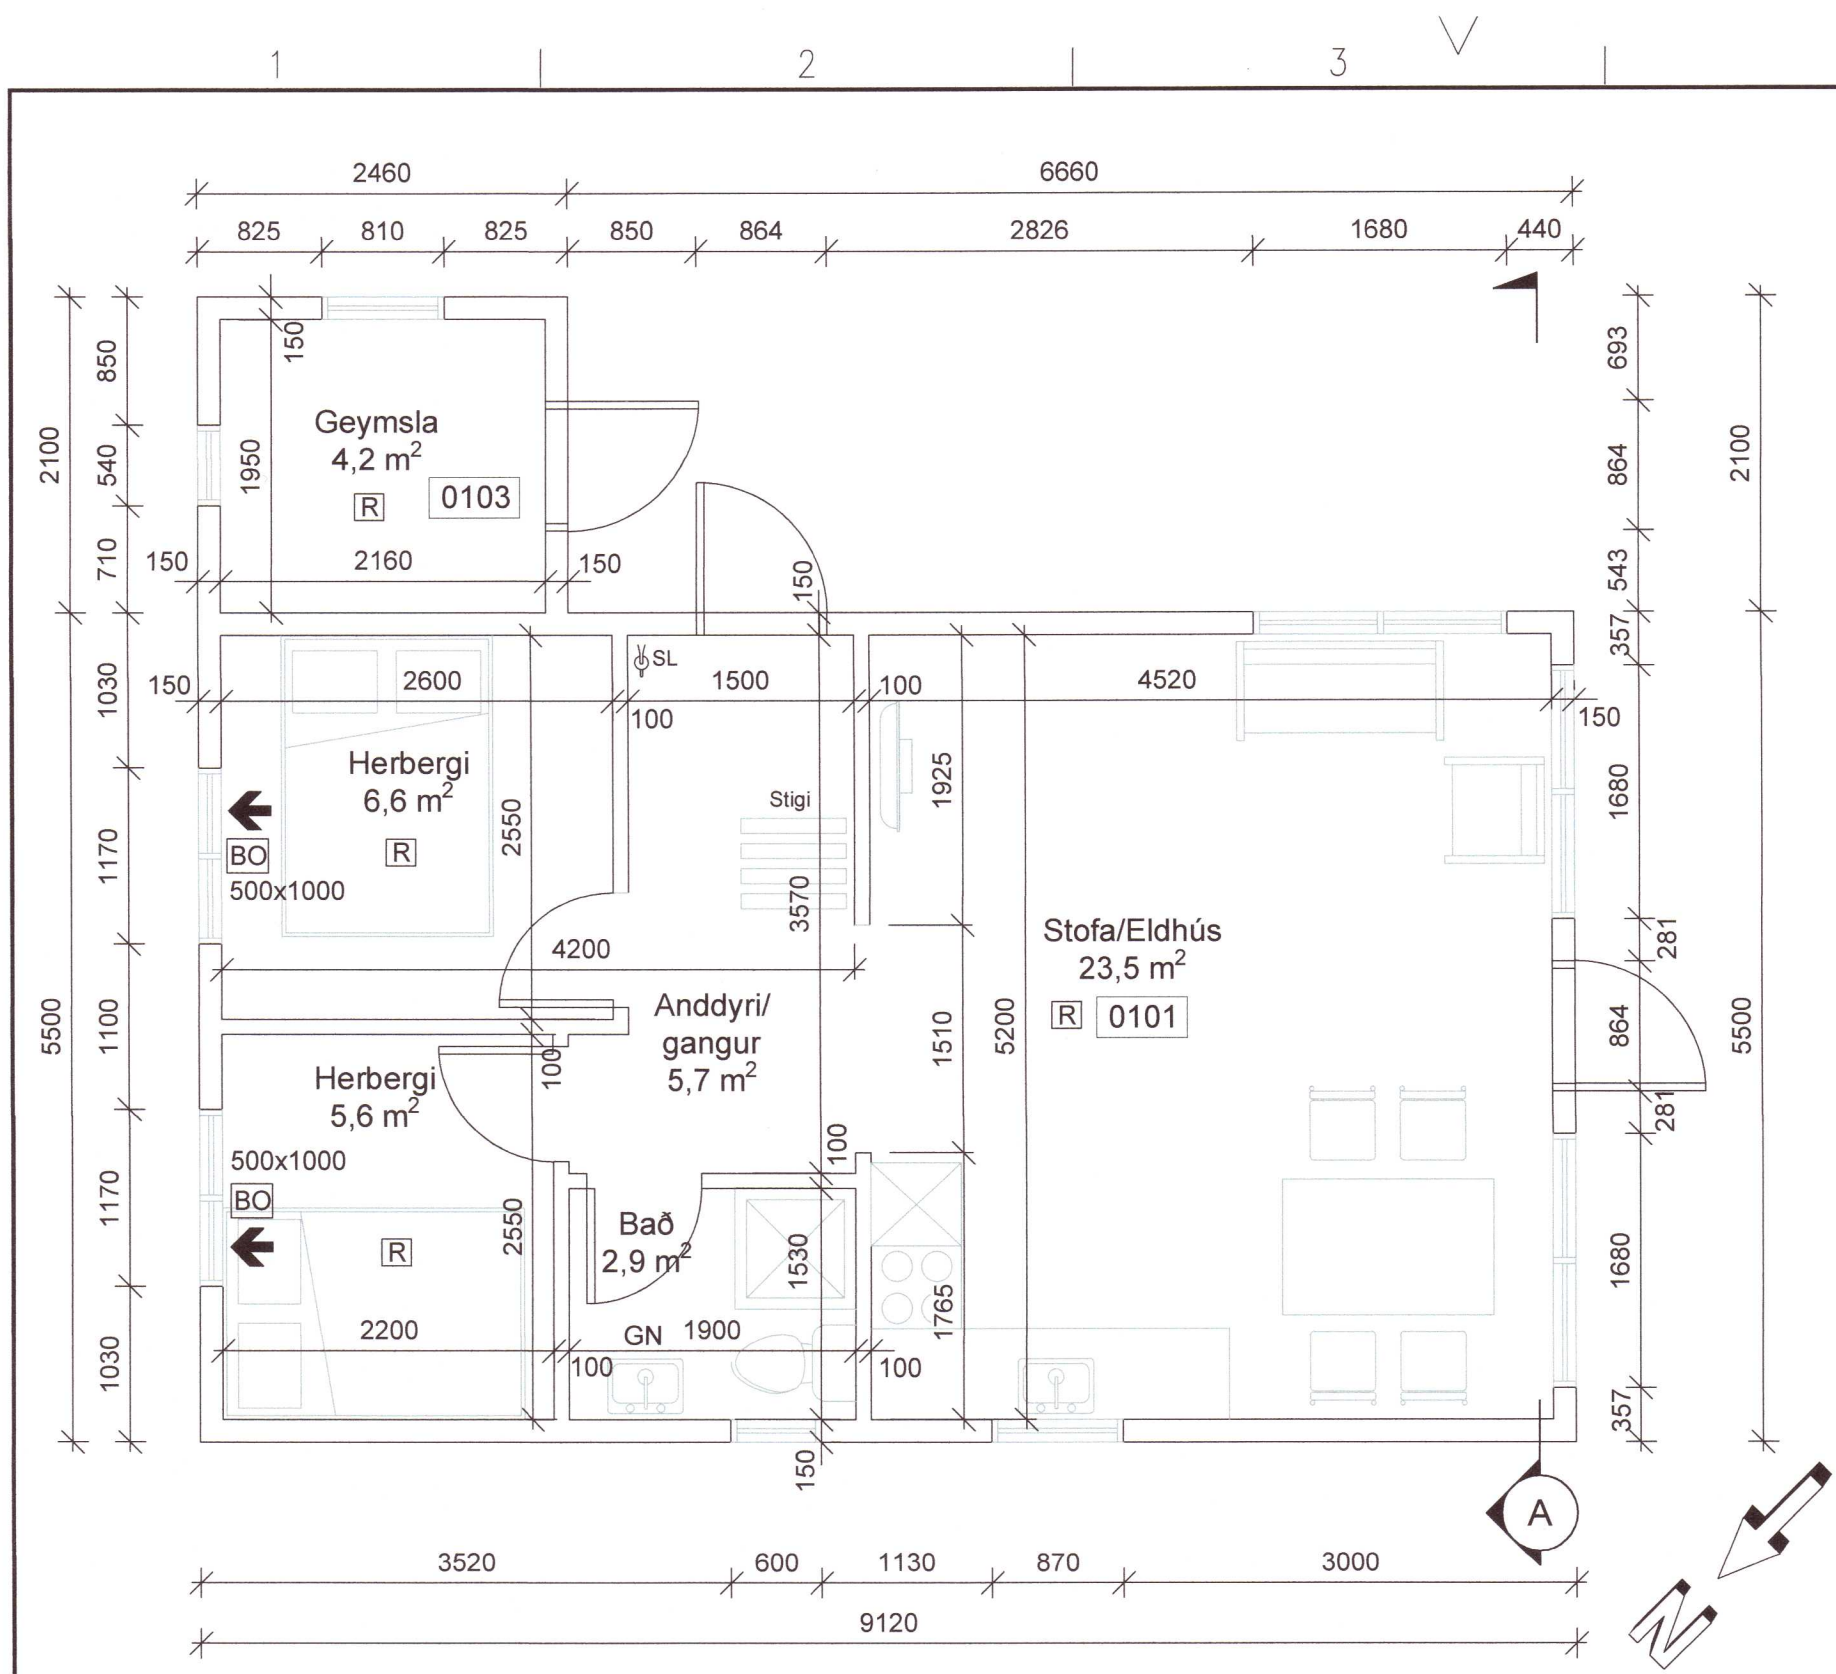 1 2 3
2460 6660
825 810 825 850 864 2826 1680 440
150
850
693
Geymsla
4,2 m²
R 0103
2100
540
1950
864
2100
710
150 2160 150
150
543
357
SL
1030
150 2600 1500 100 4520
100
150
Herbergi
6,6 m²
R
BO
500x1000
1170
2550
Stigi
1925
3570
1680
4200
Stofa/Eldhús
23,5 m²
R 0101
281
5500
1100
Anddyri/
gangur
5,7 m²
1510
5200
864
5500
100
Herbergi
5,6 m²
500x1000
BO
R
281
100
1170
2550
Bað
2,9 m²
1530
1765
1680
2200 GN 1900
100 100
1030
357
150
A
3520 600 1130 870 3000
9120
N